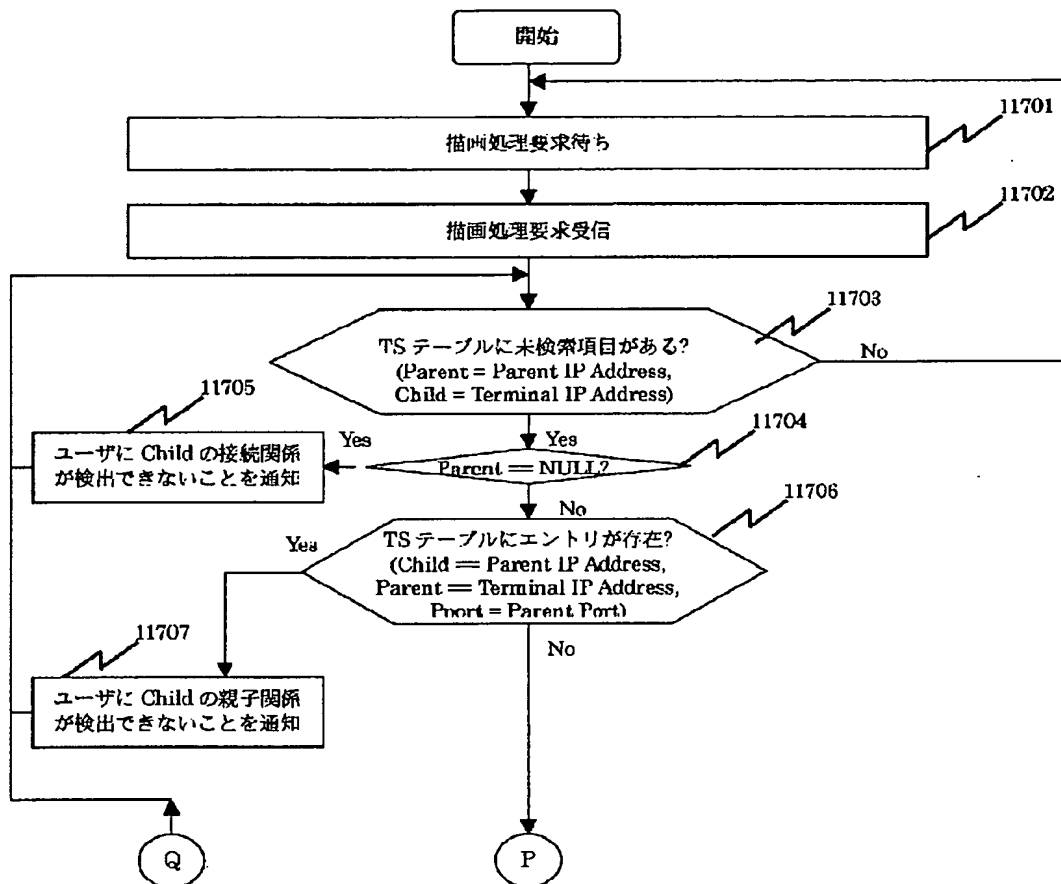 開始
11701
描画処理要求待ち
11702
描画処理要求受信
11703
TS テーブルに未検索項目がある?
(Parent = Parent IP Address,
Child = Terminal IP Address)
No
11705
ユーザに Child の接続関係
が検出できないことを通知
Yes
Yes
11704
Parent == NULL?
No
11706
Yes
TS テーブルにエントリが存在?
(Child == Parent IP Address,
Parent == Terminal IP Address,
Pport = Parent Port)
No
11707
ユーザに Child の親子関係
が検出できないことを通知
Q
P